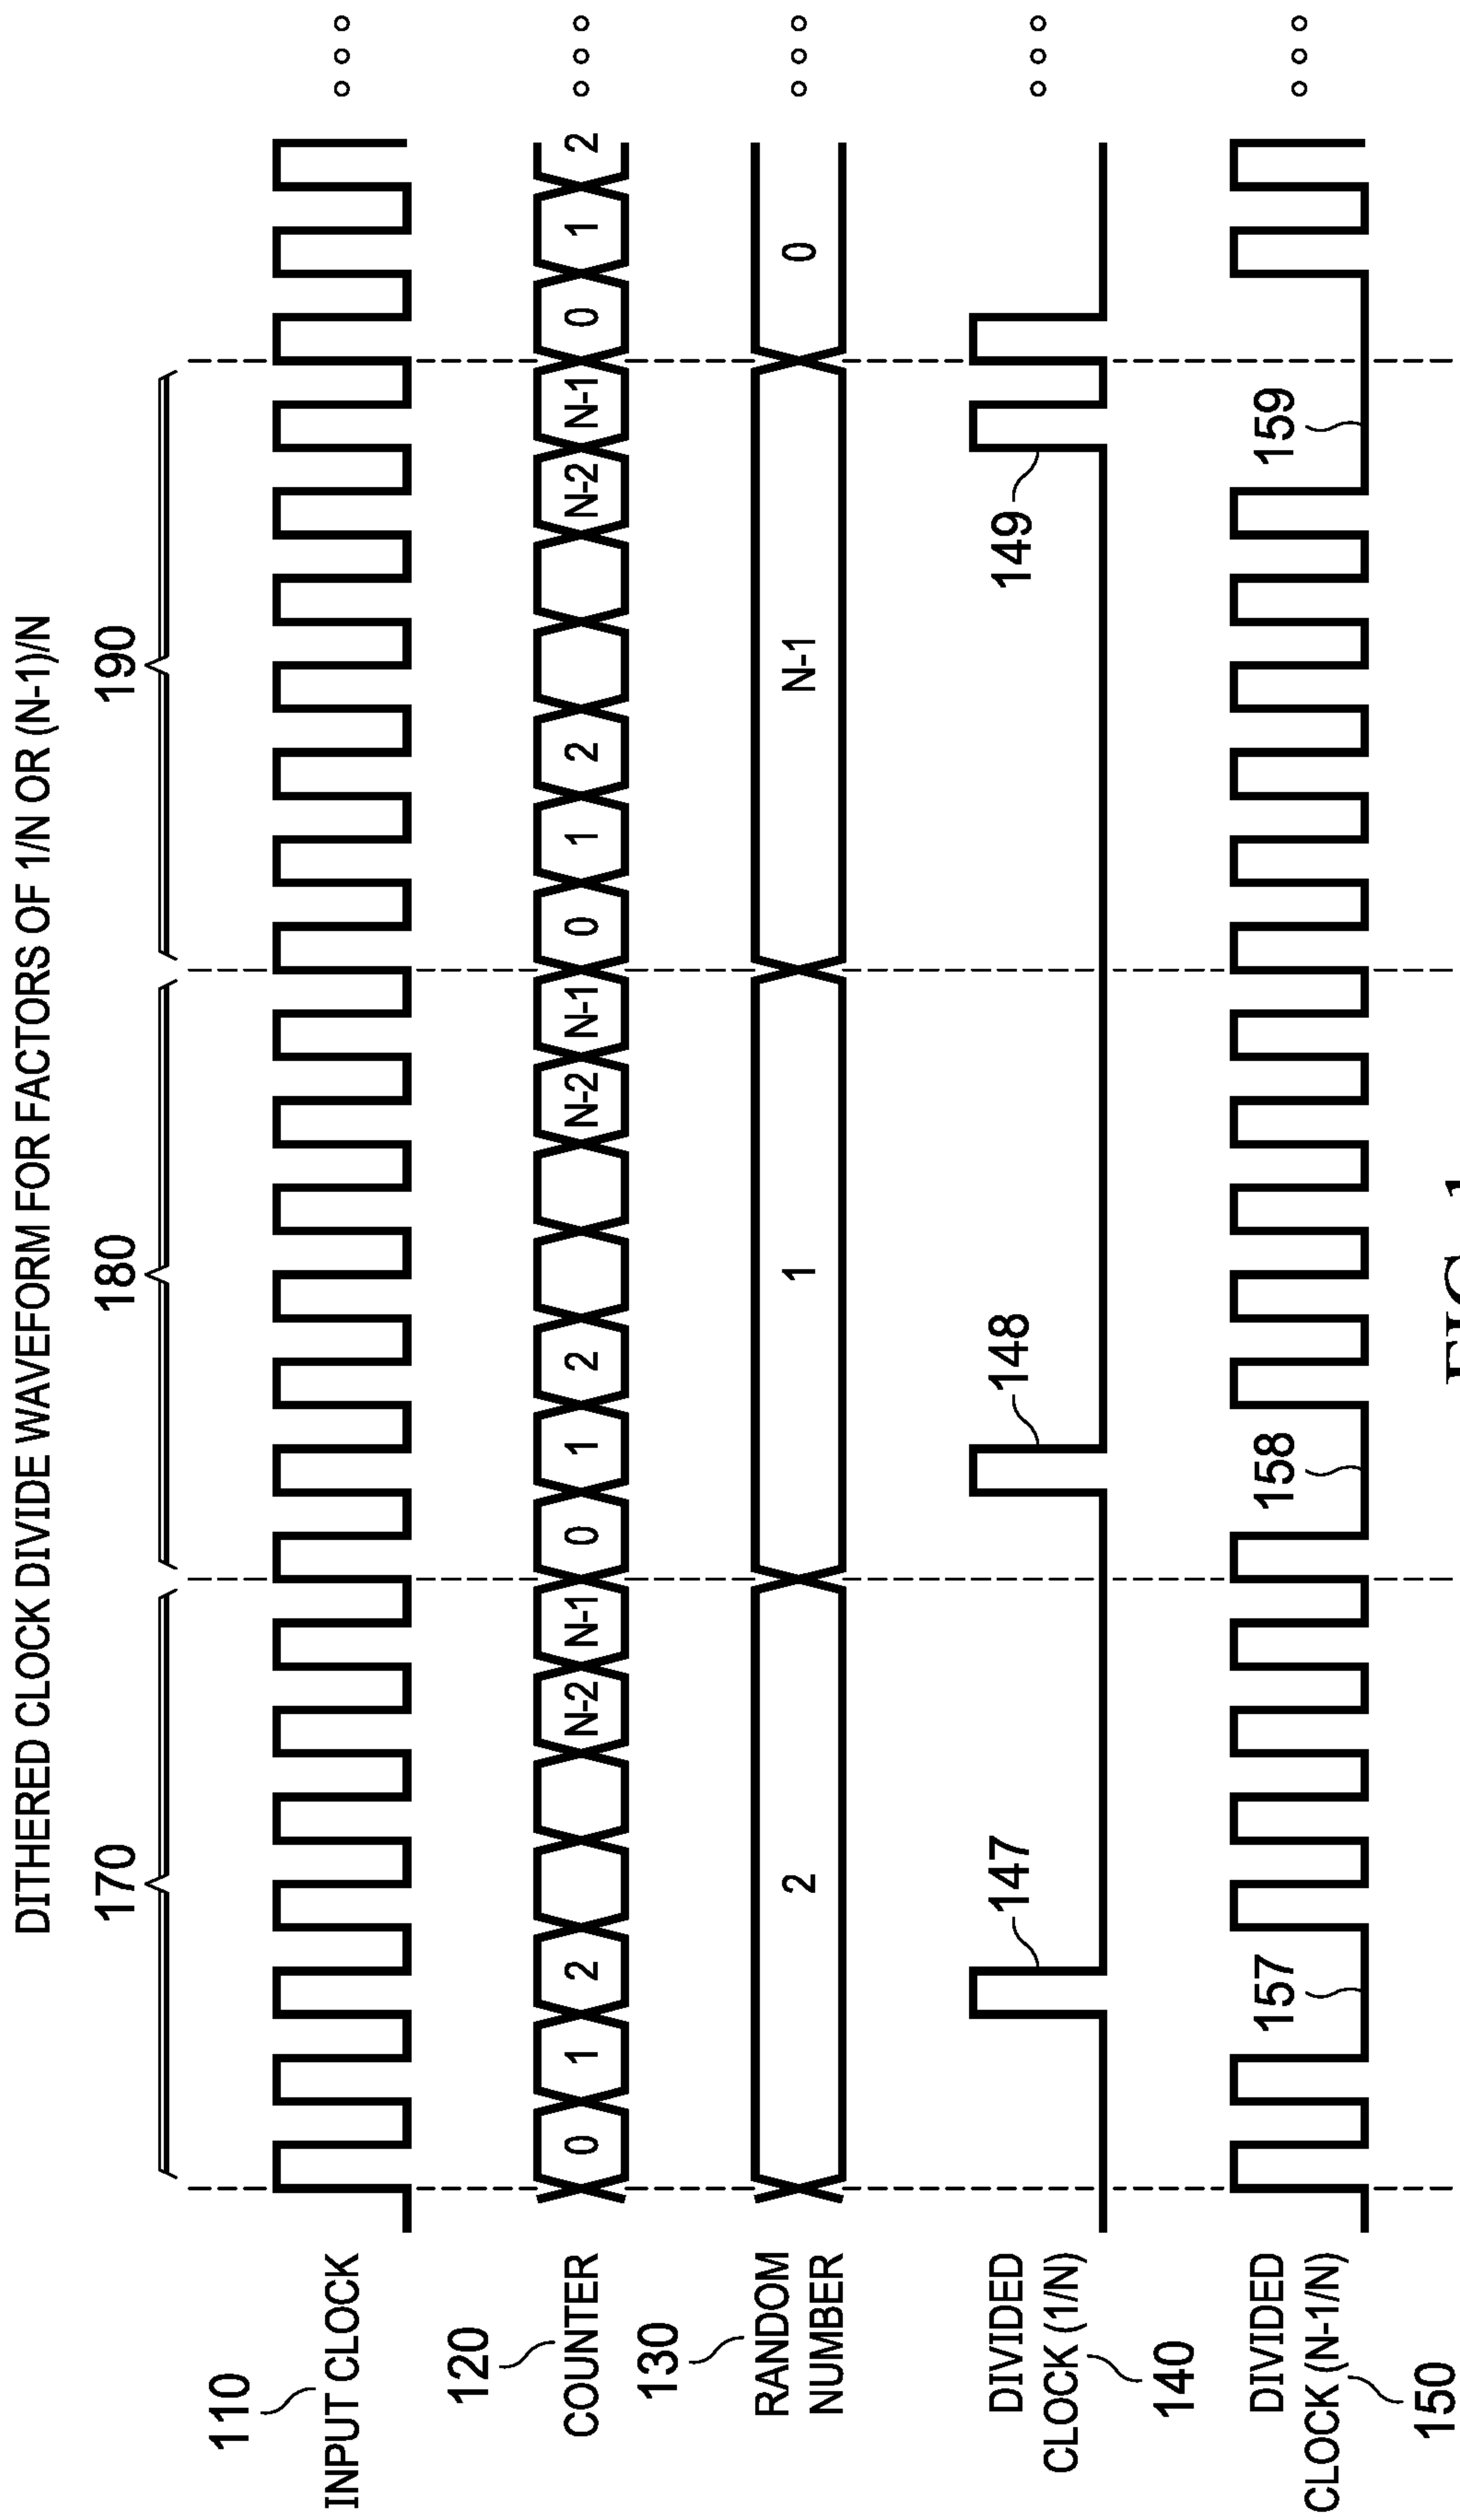 DITHERED CLOCK DIVIDE WAVEFORM FOR FACTORS OF 1/N OR (N-1)/N
170 180 190
110
INPUT CLOCK
120
COUNTER 0 1 2 N-2 N-1 0 1 2 N-2 N-1 0 1 2 N-2 N-1 0 1 2
130
RANDOM
NUMBER
2 1 N-1 0
147 148 149
DIVIDED
CLOCK (1/N)
140
157 158 159
DIVIDED
CLOCK (N-1/N)
150